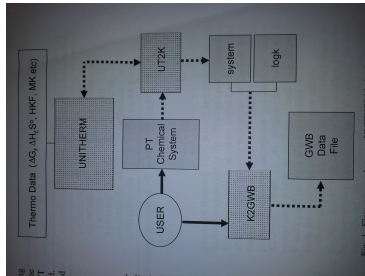 Thermo Data (ΔG, ΔH, S°, HKF, MK etc)
UNITHERM
UT2K
PT
Chemical
System
system
logk
USER
K2GWB
GWB
Data
File